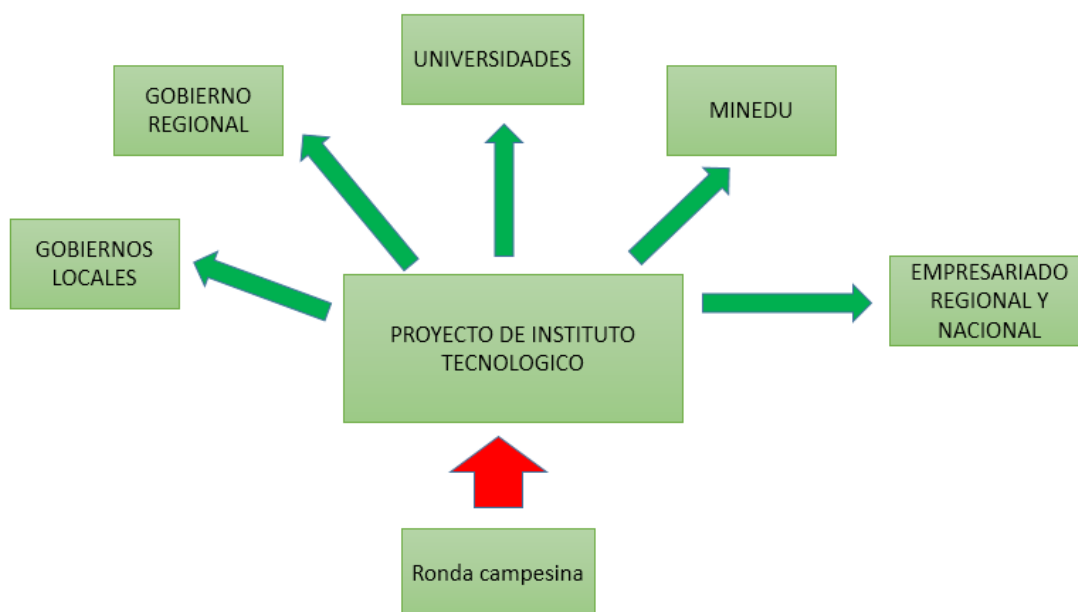 UNIVERSIDADES
GOBIERNO
REGIONAL
MINEDU
GOBIERNOS
LOCALES
EMPRESARIADO
REGIONAL Y
NACIONAL
PROYECTO DE INSTITUTO
TECNOLOGICO
Ronda campesina